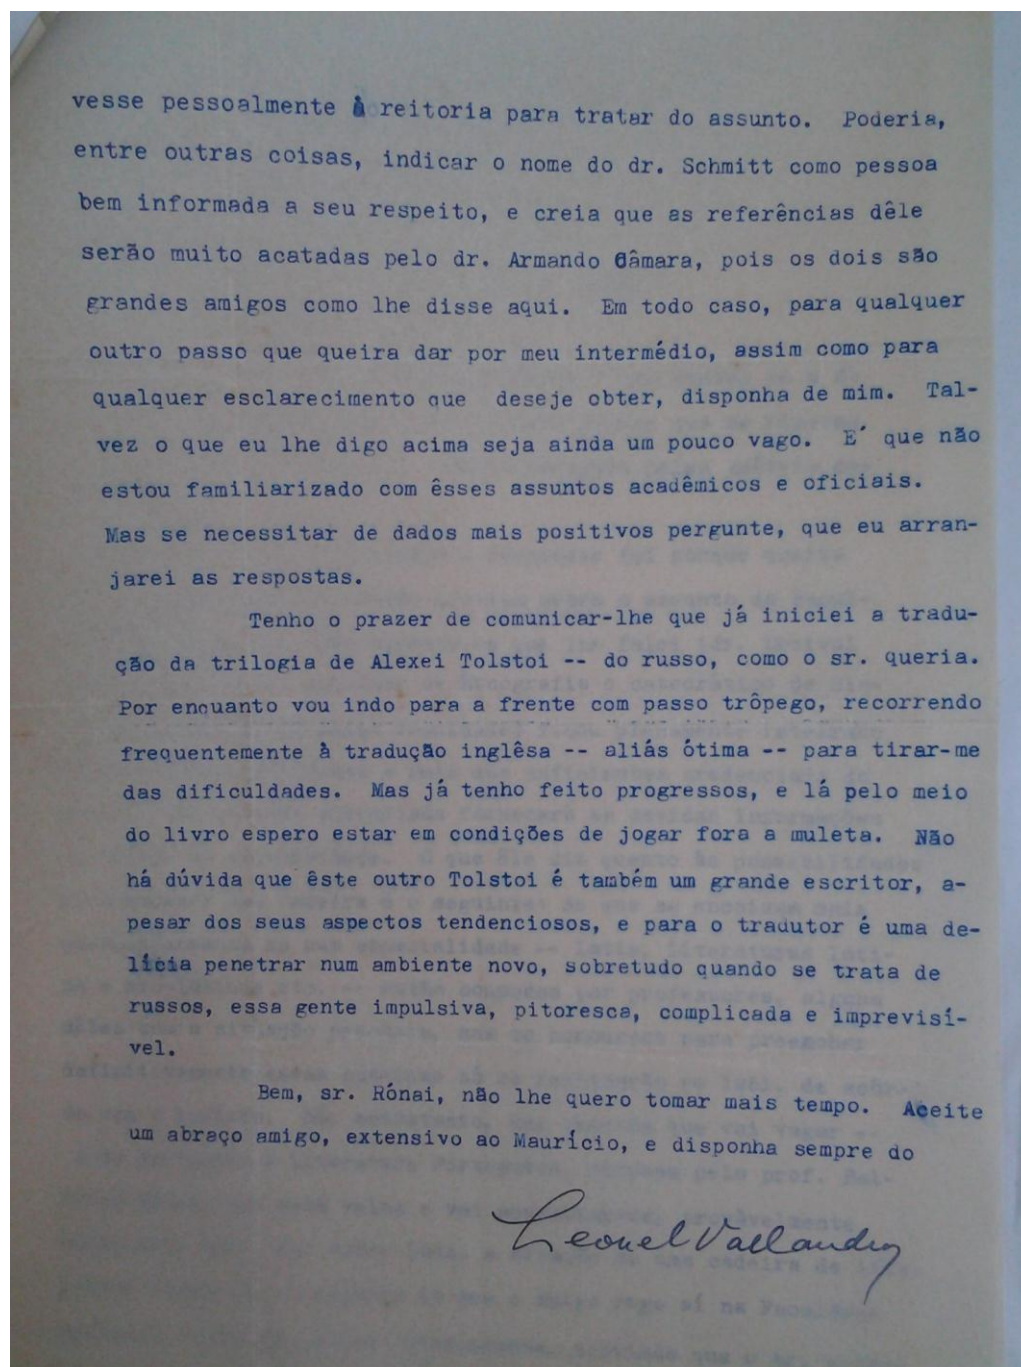 vesse pessoalmente à reitoria para tratar do assunto. Poderia,
entre outras coisas, indicar o nome do dr. Schmitt como pessoa
bem informada a seu respeito, e creia que as referências dêle
serão muito acatadas pelo dr. Armando Câmara, pois os dois são
grandes amigos como lhe disse aqui. Em todo caso, para qualquer
outro passo que queira dar por meu intermédio, assim como para
qualquer esclarecimento que deseje obter, disponha de mim. Tal-
vez o que eu lhe digo acima seja ainda um pouco vago. E' que não
estou familiarizado com êsses assuntos acadêmicos e oficiais.
Mas se necessitar de dados mais positivos pergunte, que eu arran-
jarei as respostas.
Tenho o prazer de comunicar-lhe que já iniciei a tradu-
ção da trilogia de Alexei Tolstoi -- do russo, como o sr. queria.
Por enquanto vou indo para a frente com passo trôpego, recorrendo
frequentemente à tradução inglêsa -- aliás ótima -- para tirar-me
das dificuldades. Mas já tenho feito progressos, e lá pelo meio
do livro espero estar em condições de jogar fora a muleta. Não
há dúvida que êste outro Tolstoi é também um grande escritor, a-
pesar dos seus aspectos tendenciosos, e para o tradutor é uma de-
lícia penetrar num ambiente novo, sobretudo quando se trata de
russos, essa gente impulsiva, pitoresca, complicada e imprevisí-
vel.
Bem, sr. Rónai, não lhe quero tomar mais tempo. Aceite
um abraço amigo, extensivo ao Maurício, e disponha sempre do
Leonel Vallandro